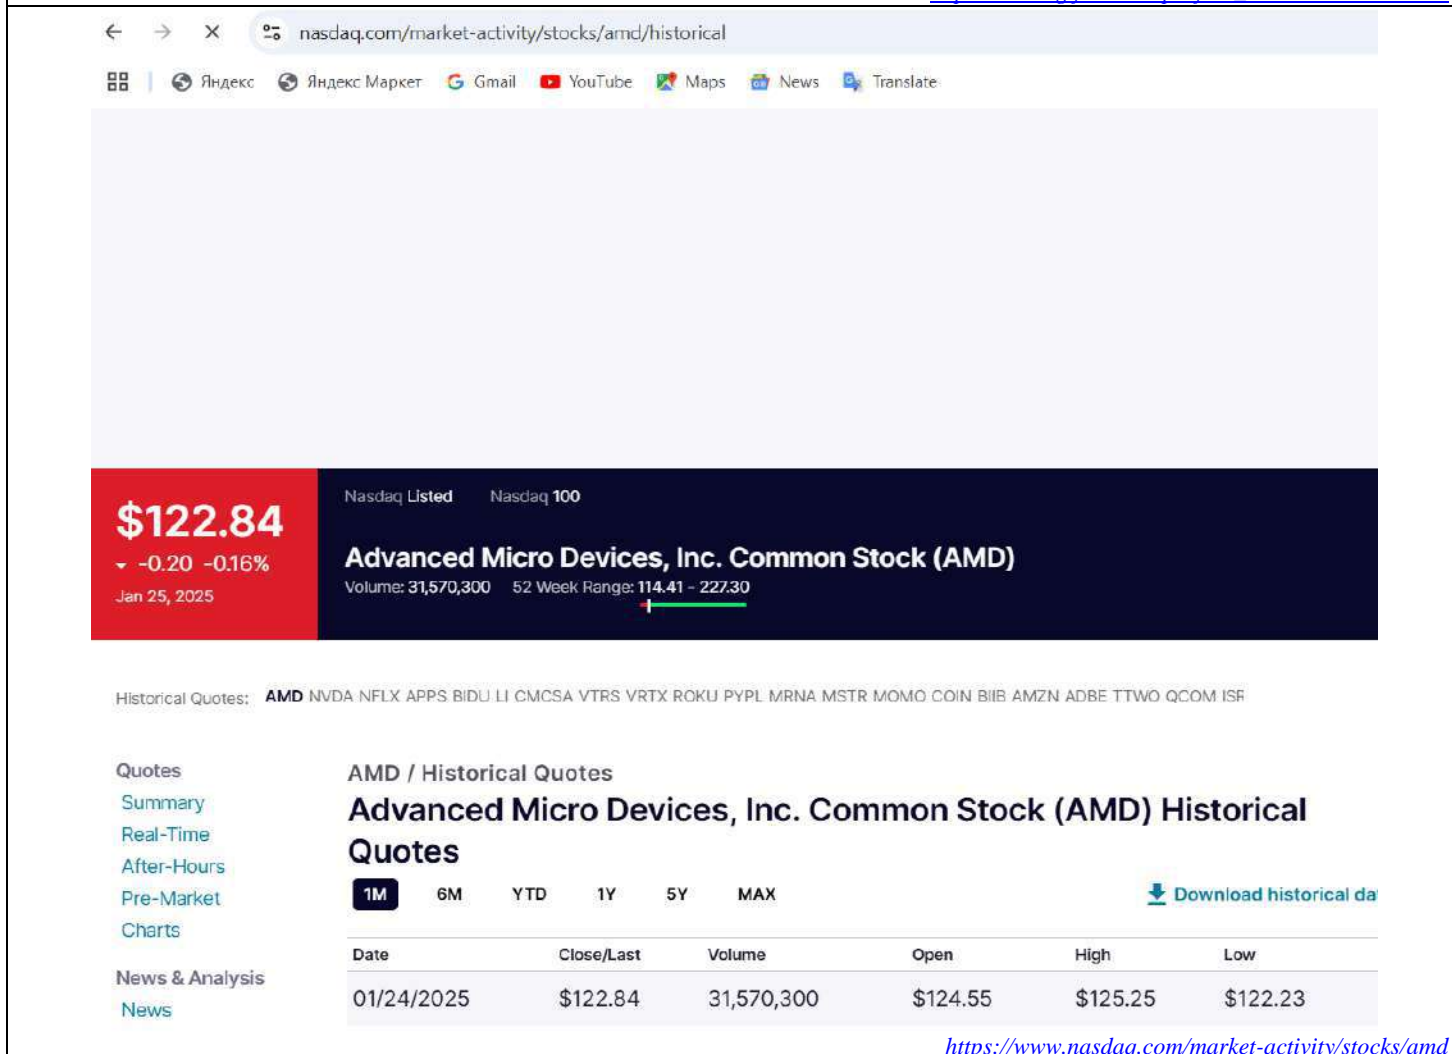 nasdaq.com/market-activity/stocks/amd/historical
Яндекс Яндекс Маркет Gmail YouTube Maps News Translate
$122.84
-0.20 -0.16%
Jan 25, 2025
Nasdaq Listed Nasdaq 100
Advanced Micro Devices, Inc. Common Stock (AMD)
Volume: 31,570,300 52 Week Range: 114.41 - 227.30
Historical Quotes: AMD NVDA NFLX APPS BIDU LI CMCSA VTRS VRTX ROKU PYPL MRNA MSTR MOMO COIN BIIB AMZN ADBE TTWO QCOM ISR
Quotes
Summary
Real-Time
After-Hours
Pre-Market
Charts
News & Analysis
News
AMD / Historical Quotes
Advanced Micro Devices, Inc. Common Stock (AMD) Historical
Quotes
1M 6M YTD 1Y 5Y MAX
Download historical da
Date Close/Last Volume Open High Low
01/24/2025 $122.84 31,570,300 $124.55 $125.25 $122.23
https://www.nasdaq.com/market-activity/stocks/amd